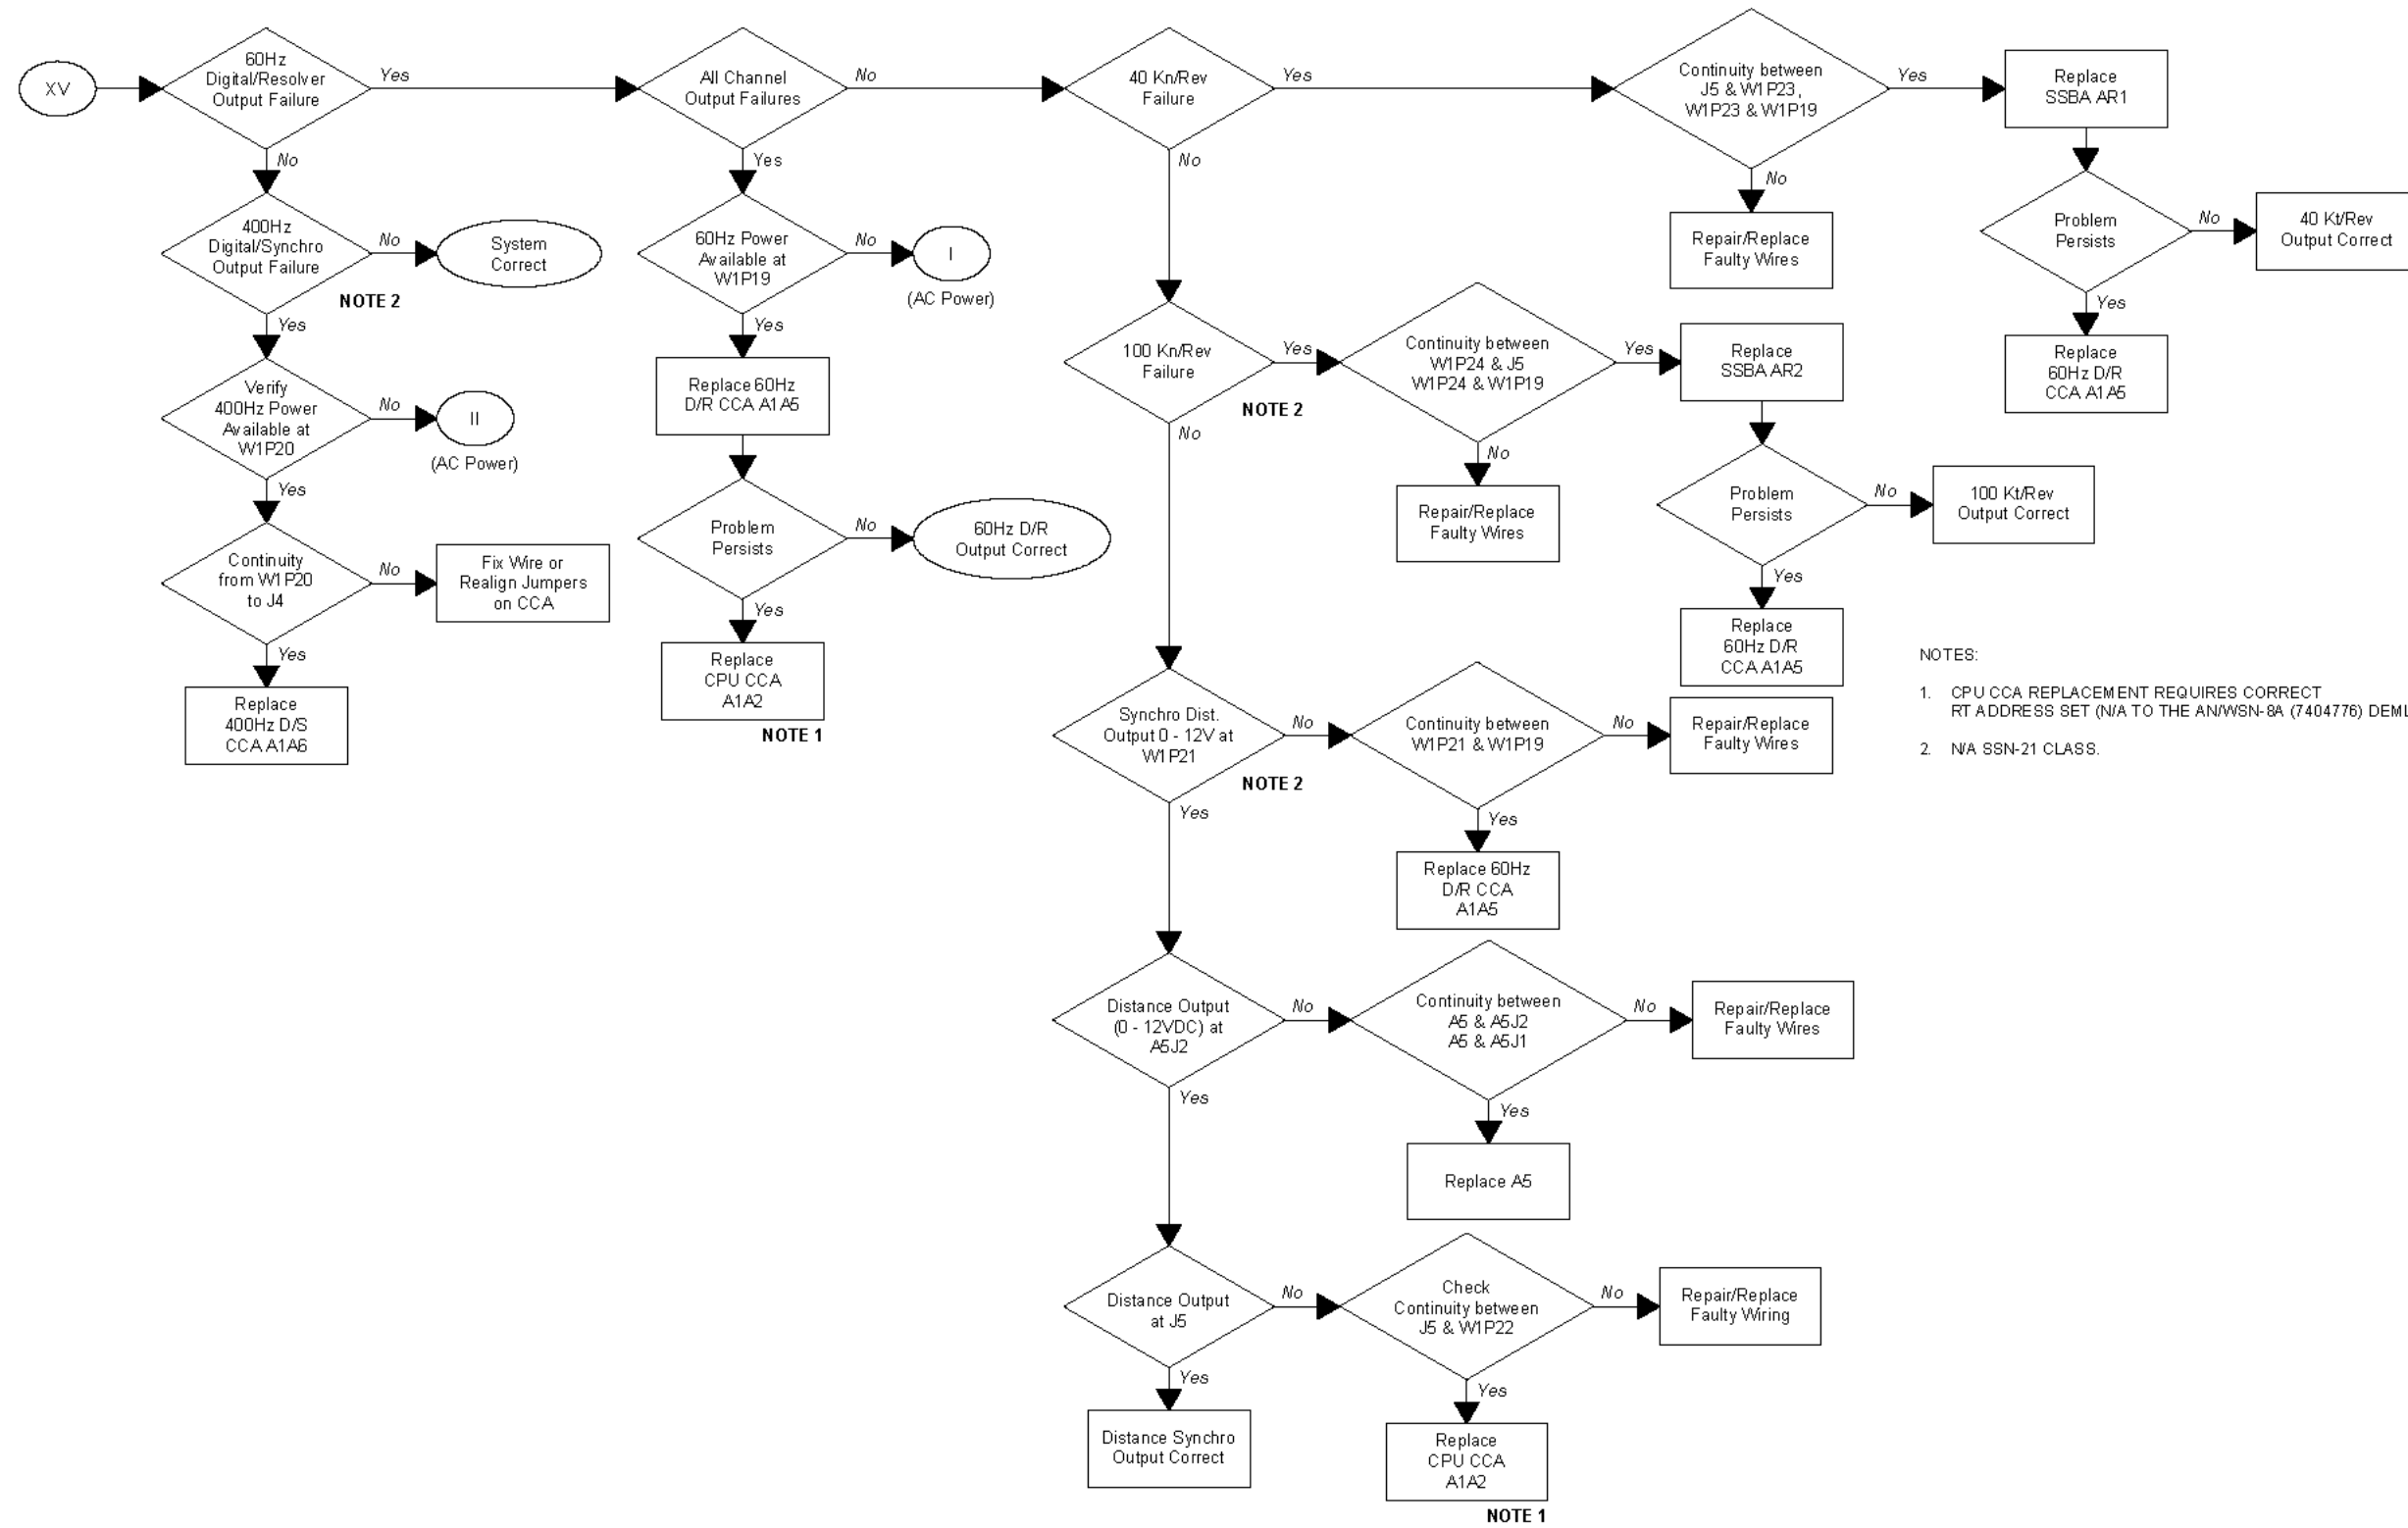 XV
60Hz
Digital/Resolver
Output Failure
Yes
No
All Channel
Output Failures
No
Yes
40 Kn/Rev
Failure
Yes
No
Continuity between
J5 & W1P23,
W1P23 & W1P19
Yes
No
Replace
SSBA AR1
Repair/Replace
Faulty Wires
Problem
Persists
No
40 Kt/Rev
Output Correct
Yes
Replace
60Hz D/R
CCA A1A5
400Hz
Digital/Synchro
Output Failure
No
System
Correct
NOTE 2
Yes
60Hz Power
Available at
W1P19
No
I
(AC Power)
Yes
Verify
400Hz Power
Available at
W1P20
No
II
(AC Power)
Yes
Replace 60Hz
D/R CCA A1A5
100 Kn/Rev
Failure
Yes
NOTE 2
No
Continuity between
W1P24 & J5
W1P24 & W1P19
Yes
No
Replace
SSBA AR2
Repair/Replace
Faulty Wires
Problem
Persists
No
100 Kt/Rev
Output Correct
Yes
Replace
60Hz D/R
CCA A1A5
Continuity
from W1P20
to J4
No
Fix Wire or
Realign Jumpers
on CCA
Yes
Replace
400Hz D/S
CCA A1A6
Problem
Persists
No
60Hz D/R
Output Correct
Yes
Replace
CPU CCA
A1A2
NOTE 1
Synchro Dist.
Output 0 - 12V at
W1P21
No
NOTE 2
Yes
Continuity between
W1P21 & W1P19
No
Repair/Replace
Faulty Wires
Yes
Replace 60Hz
D/R CCA
A1A5
NOTES:
1. CPU CCA REPLACEMENT REQUIRES CORRECT
RT ADDRESS SET (N/A TO THE AN/WSN-8A (7404776) DEML
2. N/A SSN-21 CLASS.
Distance Output
(0 - 12VDC) at
A5J2
No
Yes
Continuity between
A5 & A5J2
A5 & A5J1
No
Repair/Replace
Faulty Wires
Yes
Replace A5
Distance Output
at J5
No
Yes
Check
Continuity between
J5 & W1P22
No
Repair/Replace
Faulty Wiring
Yes
Distance Synchro
Output Correct
Replace
CPU CCA
A1A2
NOTE 1